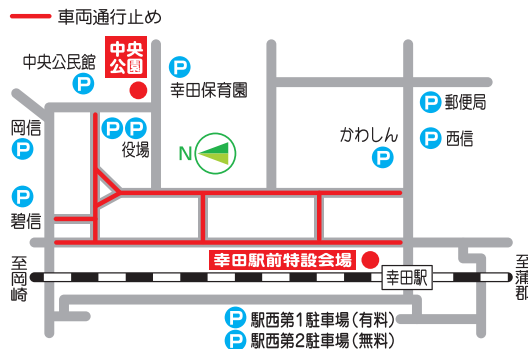 車両通行止め
中央
公園
中央公民館
P
P
幸田保育園
P 郵便局
P 西信
岡信
P
P P
役場
かわしん
P
N
P
碧信
幸田駅前特設会場
至岡崎
幸田駅
至蒲郡
P 駅西第1駐車場(有料)
P 駅西第2駐車場(無料)